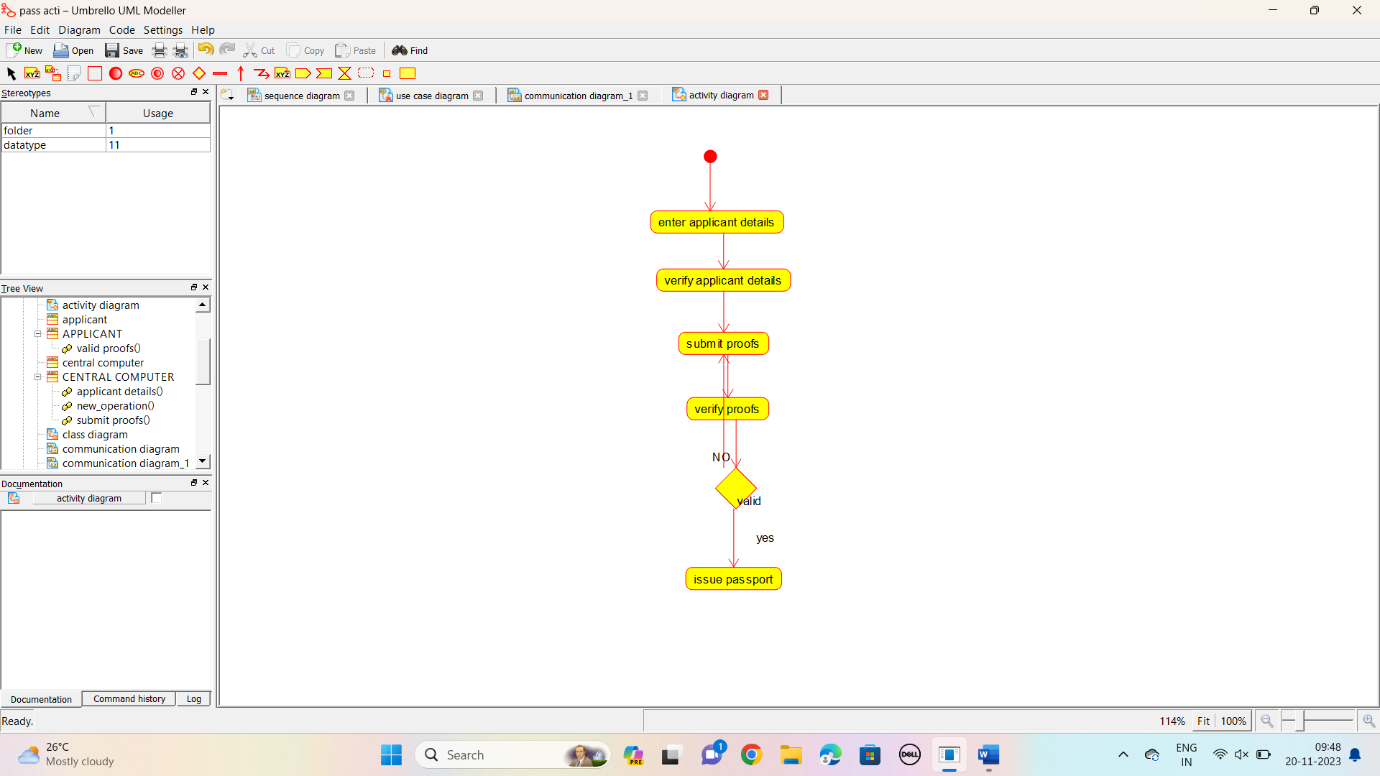 pass acti – Umbrello UML Modeller
File Edit Diagram Code Settings Help
New Open Save Cut Copy Paste Find
Stereotypes
sequence diagram use case diagram communication diagram_1 activity diagram
Name Usage
folder 1
datatype 11
enter applicant details
verify applicant details
submit proofs
verify proofs
NO
valid
yes
issue passport
Tree View
activity diagram
applicant
APPLICANT
valid proofs()
central computer
CENTRAL COMPUTER
applicant details()
new_operation()
submit proofs()
class diagram
communication diagram
communication diagram_1
Documentation
activity diagram
Documentation Command history Log
Ready.
114% Fit 100%
26°C
Mostly cloudy
Search
PRE
1
DELL
ENG
IN
09:48
20-11-2023